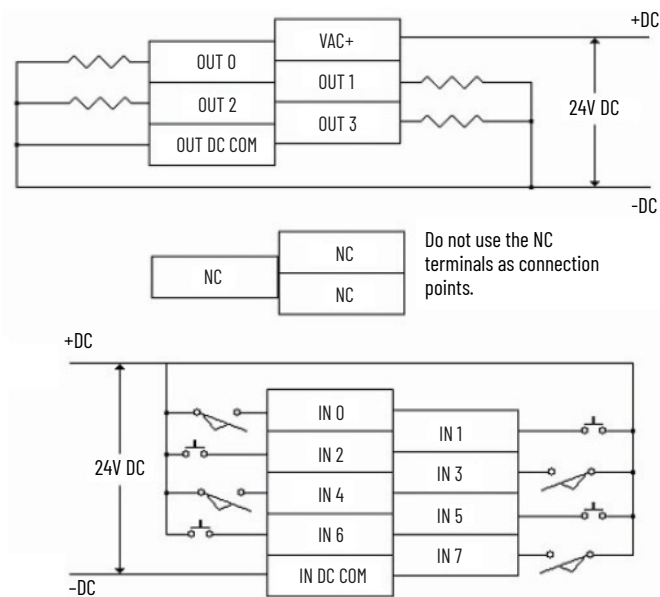 +DC
VAC+
OUT 0
OUT 1
OUT 2
24V DC
OUT 3
OUT DC COM
-DC
NC
NC
NC
Do not use the NC
terminals as connection
points.
+DC
IN 0
IN 1
IN 2
24V DC
IN 3
IN 4
IN 5
IN 6
IN 7
IN DC COM
-DC